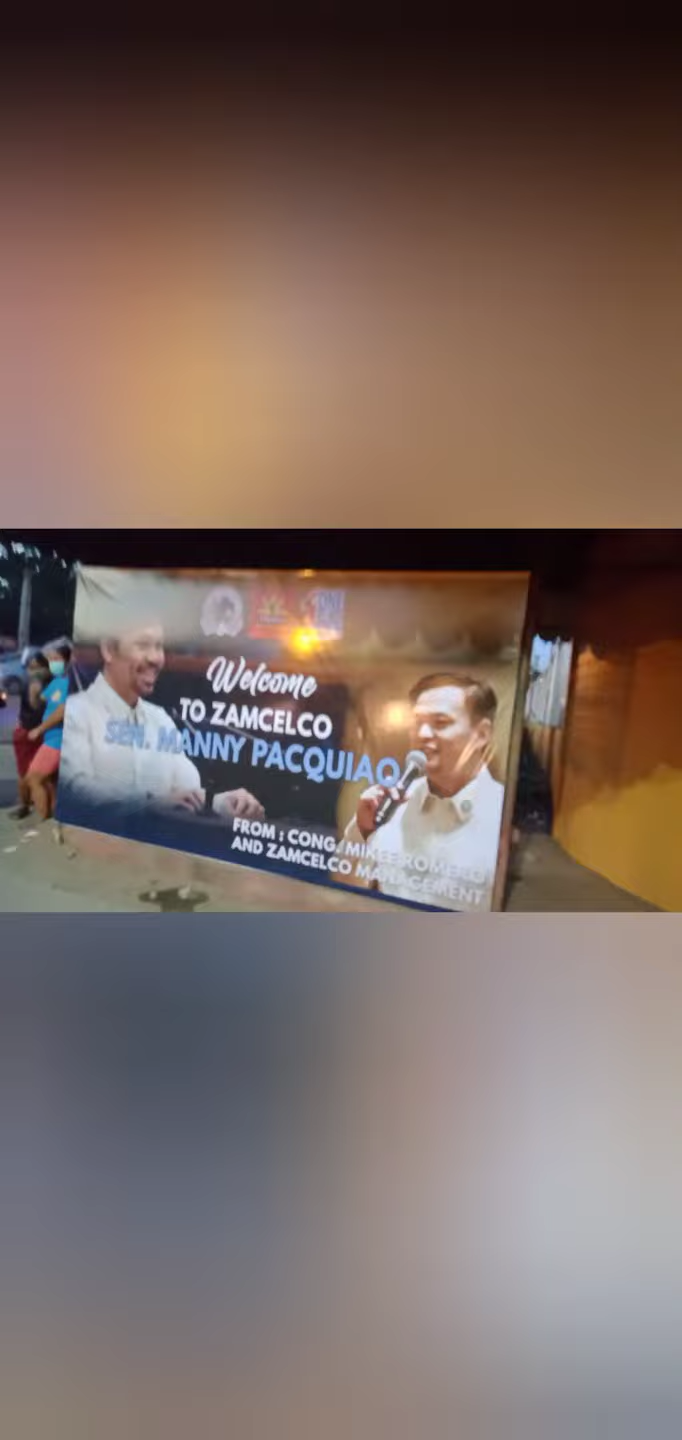 Welcome
TO ZAMCELCO
SEN. MANNY PACQUIAO
FROM : CONG. MIKEE ROMERO
AND ZAMCELCO MANAGEMENT